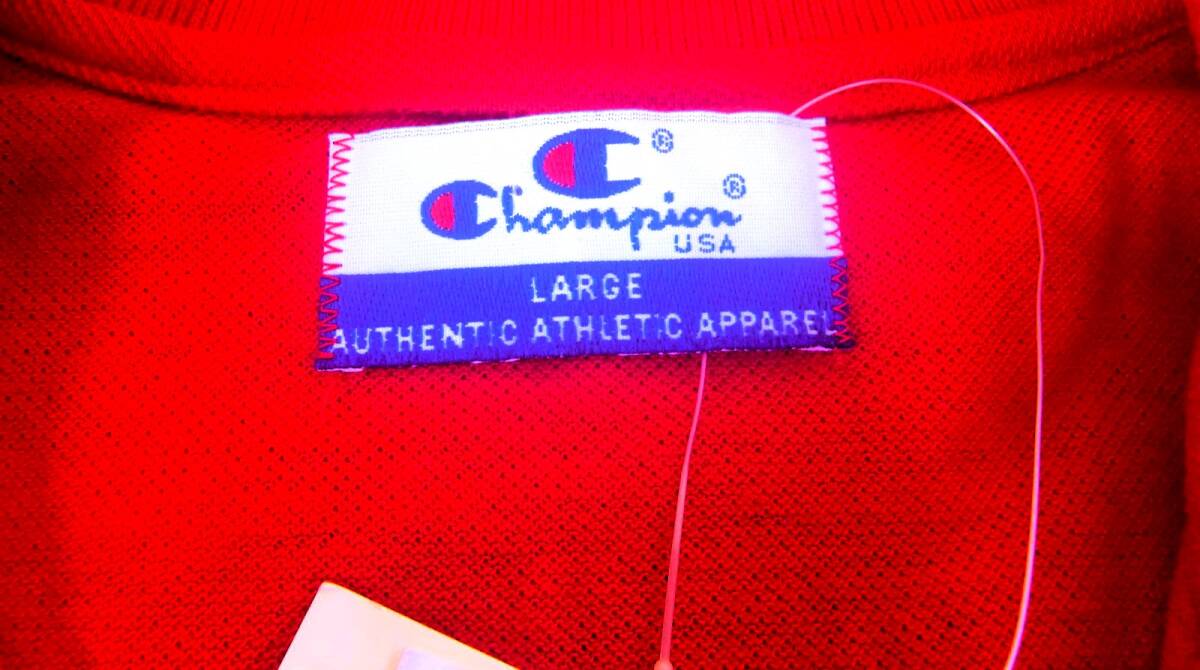 ®
Champion®
USA
LARGE
AUTHENTIC ATHLETIC APPAREL